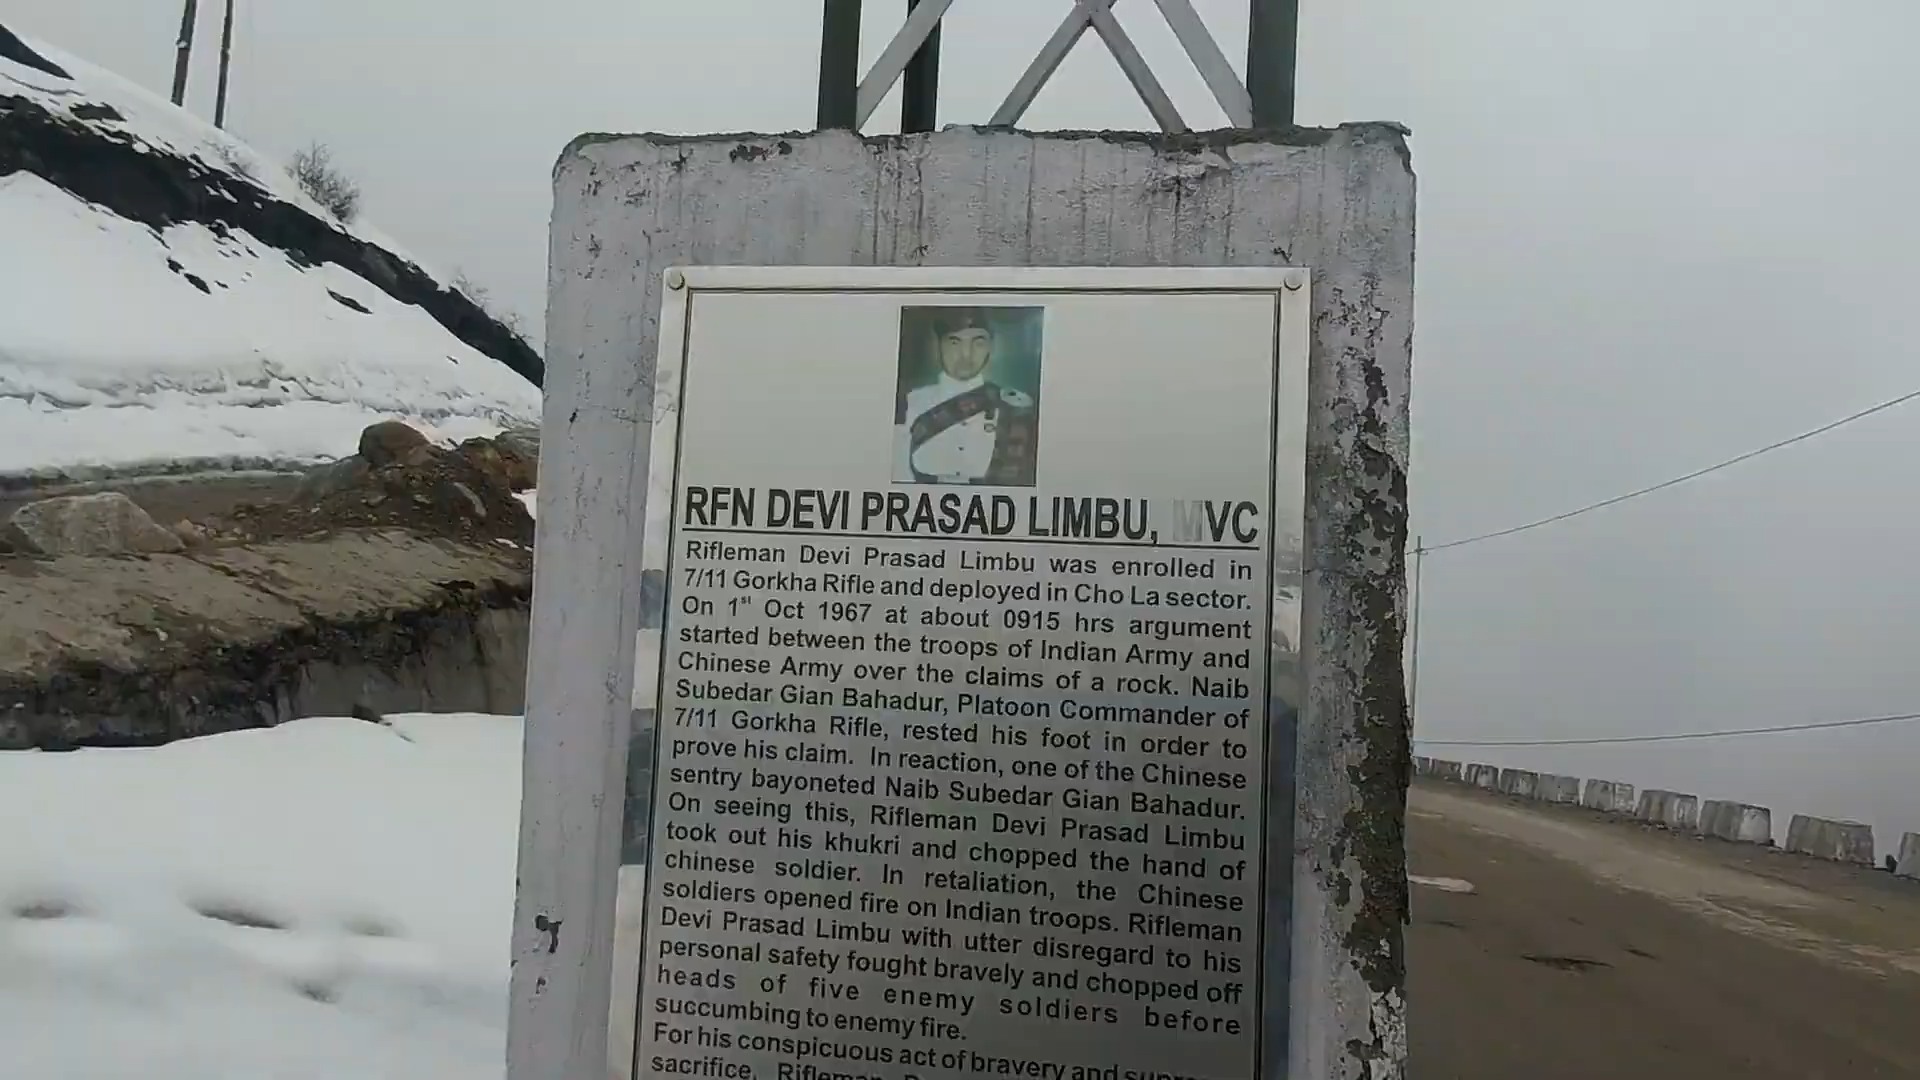 RFN DEVI PRASAD LIMBU, MVC
Rifleman Devi Prasad Limbu was enrolled in
7/11 Gorkha Rifle and deployed in Cho La sector.
On 1st Oct 1967 at about 0915 hrs argument
started between the troops of Indian Army and
Chinese Army over the claims of a rock. Naib
Subedar Gian Bahadur, Platoon Commander of
7/11 Gorkha Rifle, rested his foot in order to
prove his claim. In reaction, one of the Chinese
sentry bayoneted Naib Subedar Gian Bahadur.
On seeing this, Rifleman Devi Prasad Limbu
took out his khukri and chopped the hand of
chinese soldier. In retaliation, the Chinese
soldiers opened fire on Indian troops. Rifleman
Devi Prasad Limbu with utter disregard to his
personal safety fought bravely and chopped off
heads of five enemy soldiers before
succumbing to enemy fire.
For his conspicuous act of bravery and
sacrifice, Rifleman